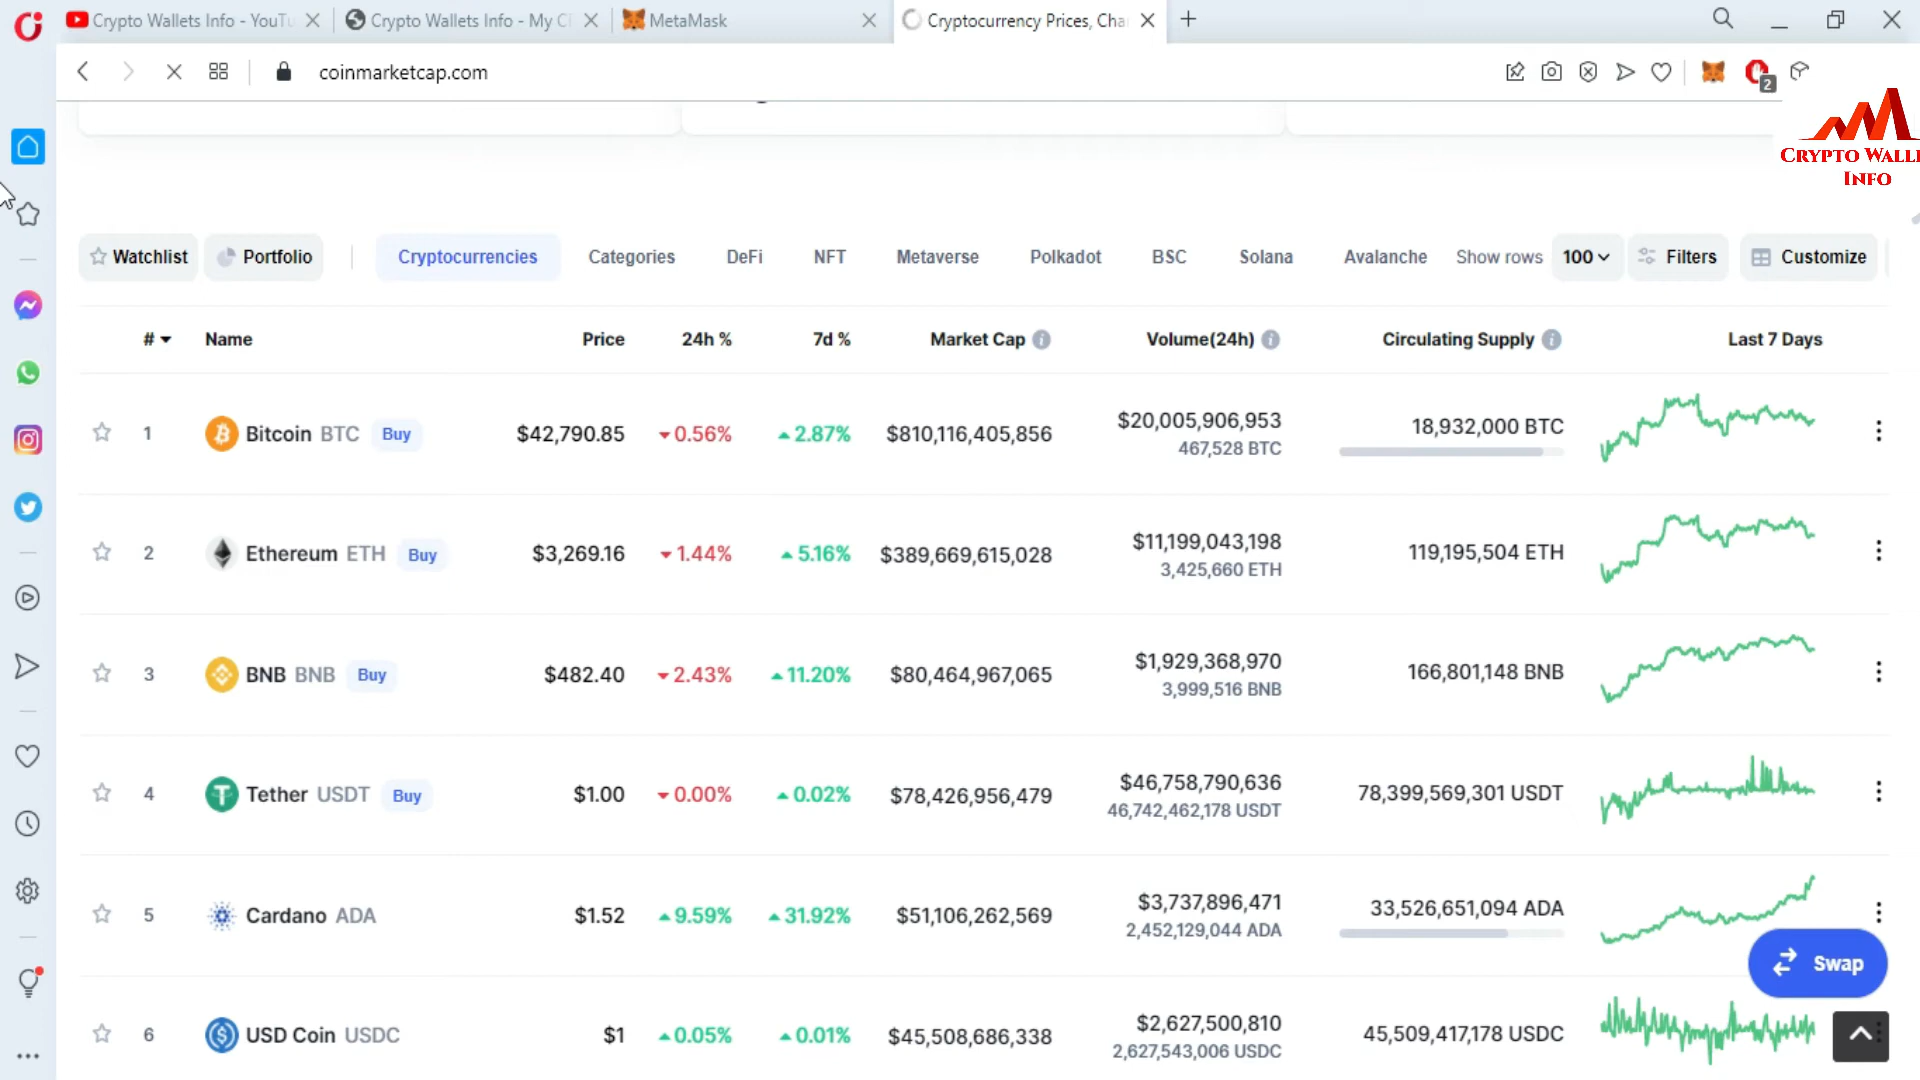 Crypto Wallets Info - YouTu
Crypto Wallets Info - My Cr
MetaMask
Cryptocurrency Prices, Cha
coinmarketcap.com
2
CRYPTO WALLE
INFO
Watchlist
Portfolio
Cryptocurrencies
Categories
DeFi
NFT
Metaverse
Polkadot
BSC
Solana
Avalanche
Show rows
100
Filters
Customize
# Name Price 24h % 7d % Market Cap Volume(24h) Circulating Supply Last 7 Days
1 Bitcoin BTC Buy $42,790.85 0.56% 2.87% $810,116,405,856 $20,005,906,953 18,932,000 BTC
467,528 BTC
2 Ethereum ETH Buy $3,269.16 1.44% 5.16% $389,669,615,028 $11,199,043,198 119,195,504 ETH
3,425,660 ETH
3 BNB BNB Buy $482.40 2.43% 11.20% $80,464,967,065 $1,929,368,970 166,801,148 BNB
3,999,516 BNB
4 Tether USDT Buy $1.00 0.00% 0.02% $78,426,956,479 $46,758,790,636 78,399,569,301 USDT
46,742,462,178 USDT
5 Cardano ADA $1.52 9.59% 31.92% $51,106,262,569 $3,737,896,471 33,526,651,094 ADA
2,452,129,044 ADA
Swap
6 USD Coin USDC $1 0.05% 0.01% $45,508,686,338 $2,627,500,810 45,509,417,178 USDC
2,627,543,006 USDC